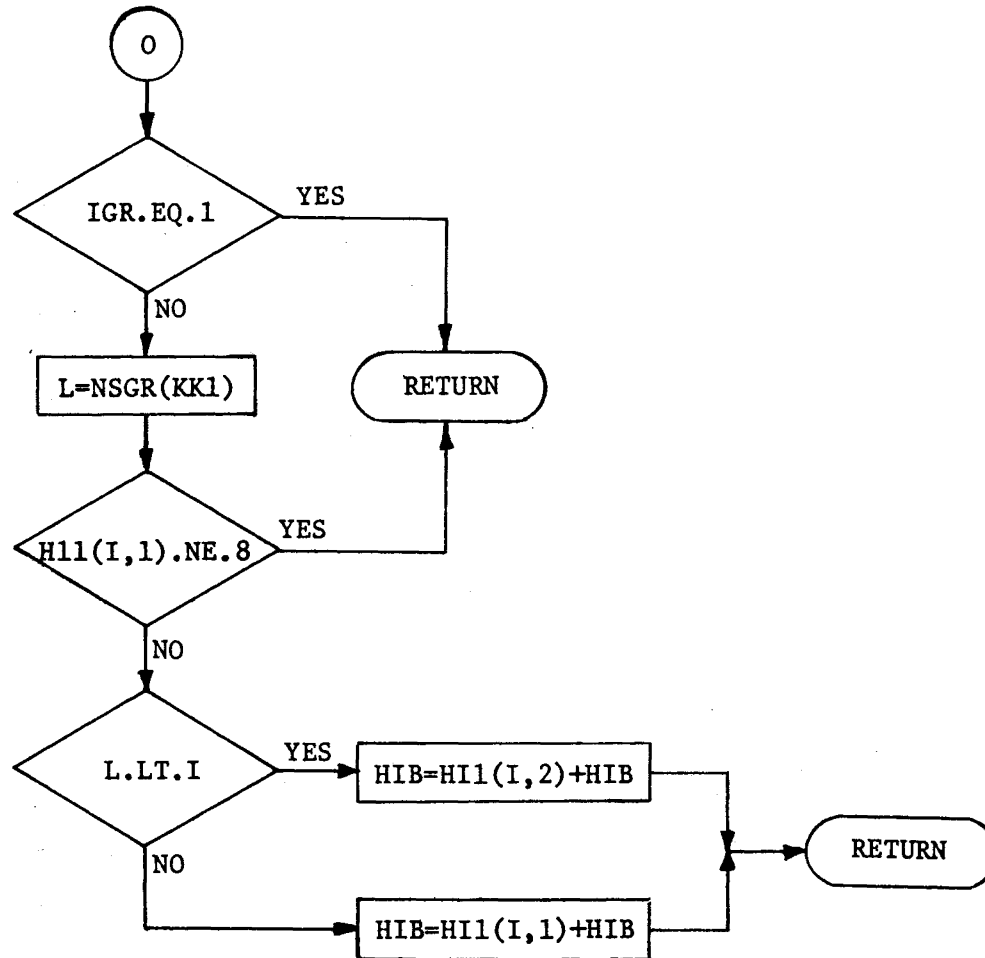 O
IGR.EQ.1
YES
NO
L=NSGR(KK1)
RETURN
H11(I,1).NE.8
YES
NO
L.LT.I
YES
HIB=HI1(I,2)+HIB
RETURN
NO
HIB=HI1(I,1)+HIB